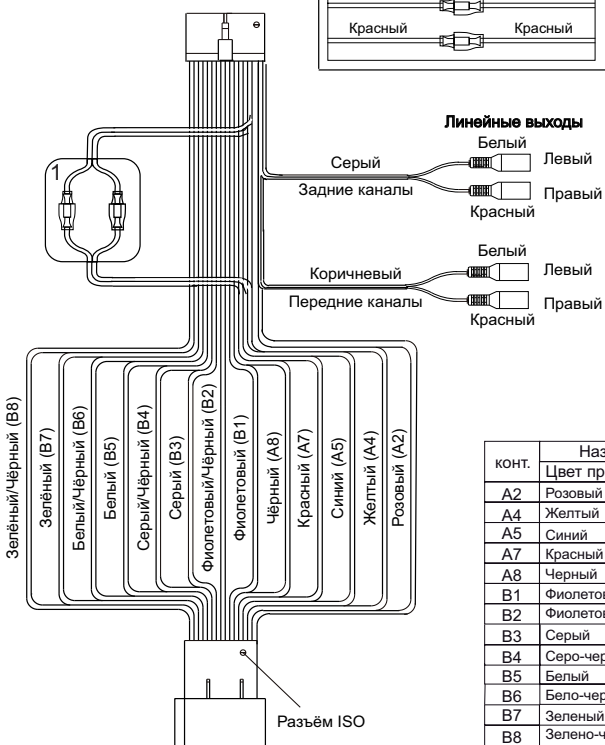 Красный Красный
Линейные выходы
Белый
Серый
Левый
Задние каналы
Правый
Красный
1
Белый
Коричневый
Левый
Передние каналы
Правый
Красный
Зелёный/Чёрный (B8)
Зелёный (B7)
Белый/Чёрный (B6)
Белый (B5)
Серый/Чёрный (B4)
Серый (B3)
Фиолетовый/Чёрный (B2)
Фиолетовый (B1)
Чёрный (A8)
Красный (A7)
Синий (A5)
Желтый (A4)
Розовый (A2)
Разъём ISO
конт.
A2 Розовый
A4 Желтый
A5 Синий
A7 Красный
A8 Черный
B1
B2
B3 Серый
B4
B5 Белый
B6
B7 Зеленый
B8